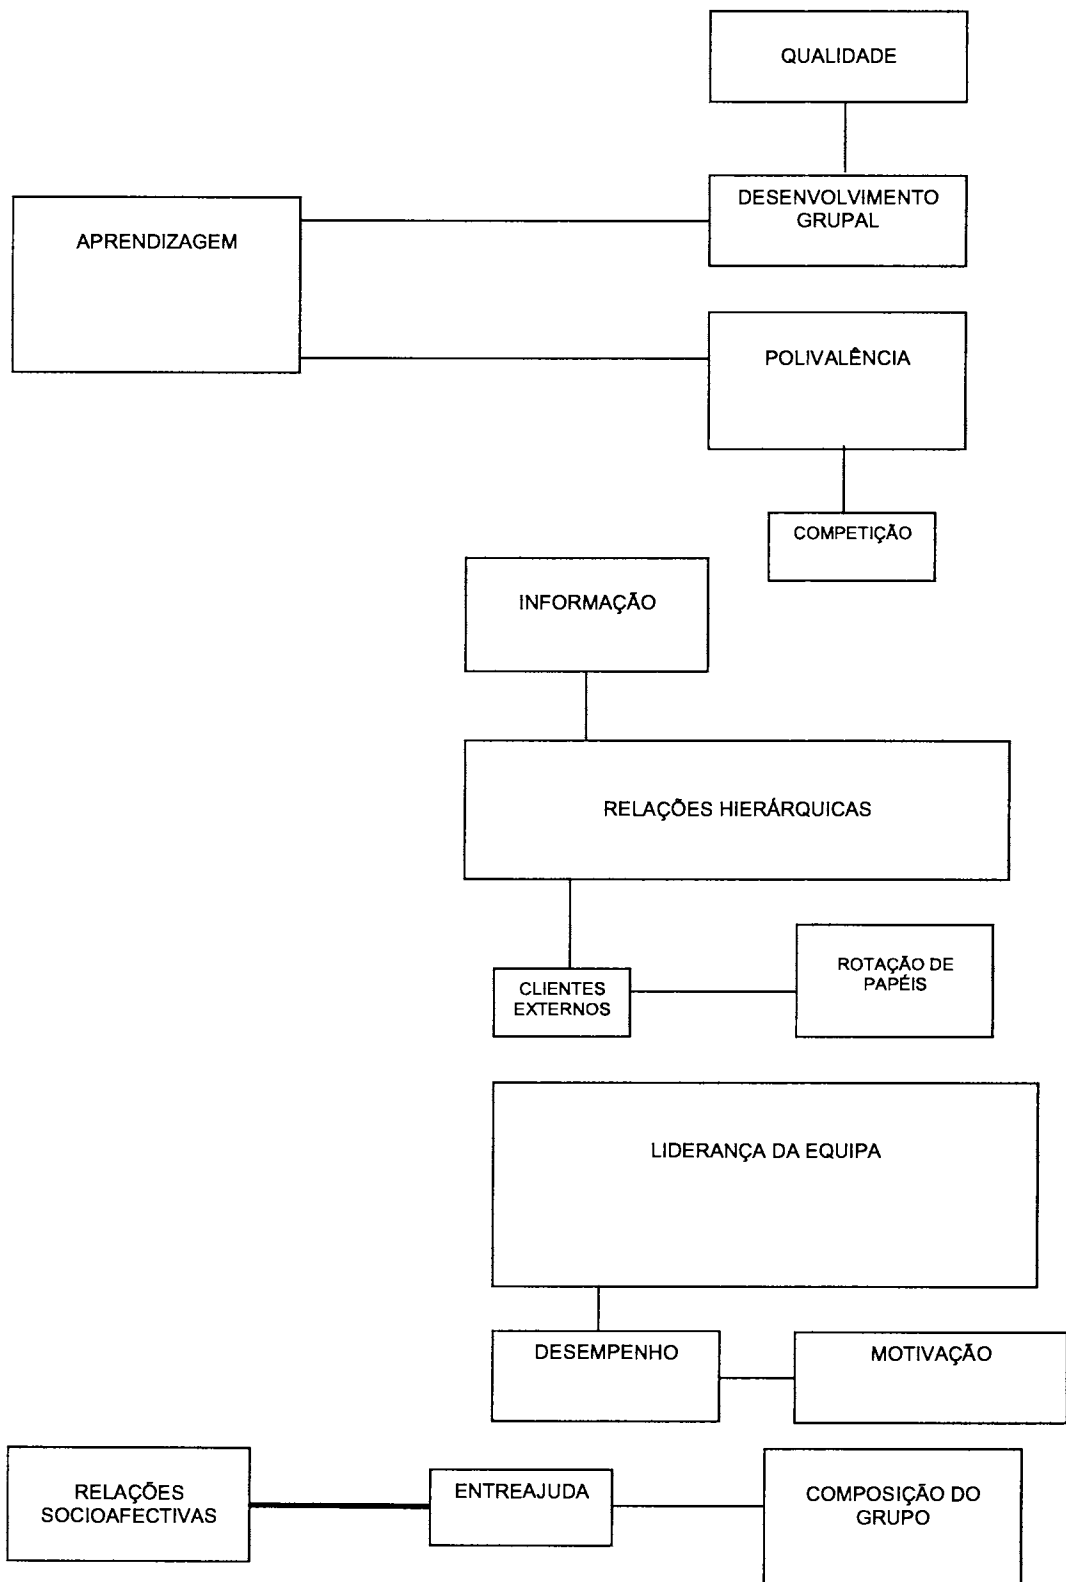 QUALIDADE
DESENVOLVIMENTO
GRUPAL
APRENDIZAGEM
POLIVALÊNCIA
COMPETIÇÃO
INFORMAÇÃO
RELAÇÕES HIERÁRQUICAS
CLIENTES
EXTERNOS
ROTAÇÃO DE
PAPÉIS
LIDERANÇA DA EQUIPA
DESEMPENHO
MOTIVAÇÃO
RELAÇÕES
SOCIOAFECTIVAS
ENTREAJUDA
COMPOSIÇÃO DO
GRUPO